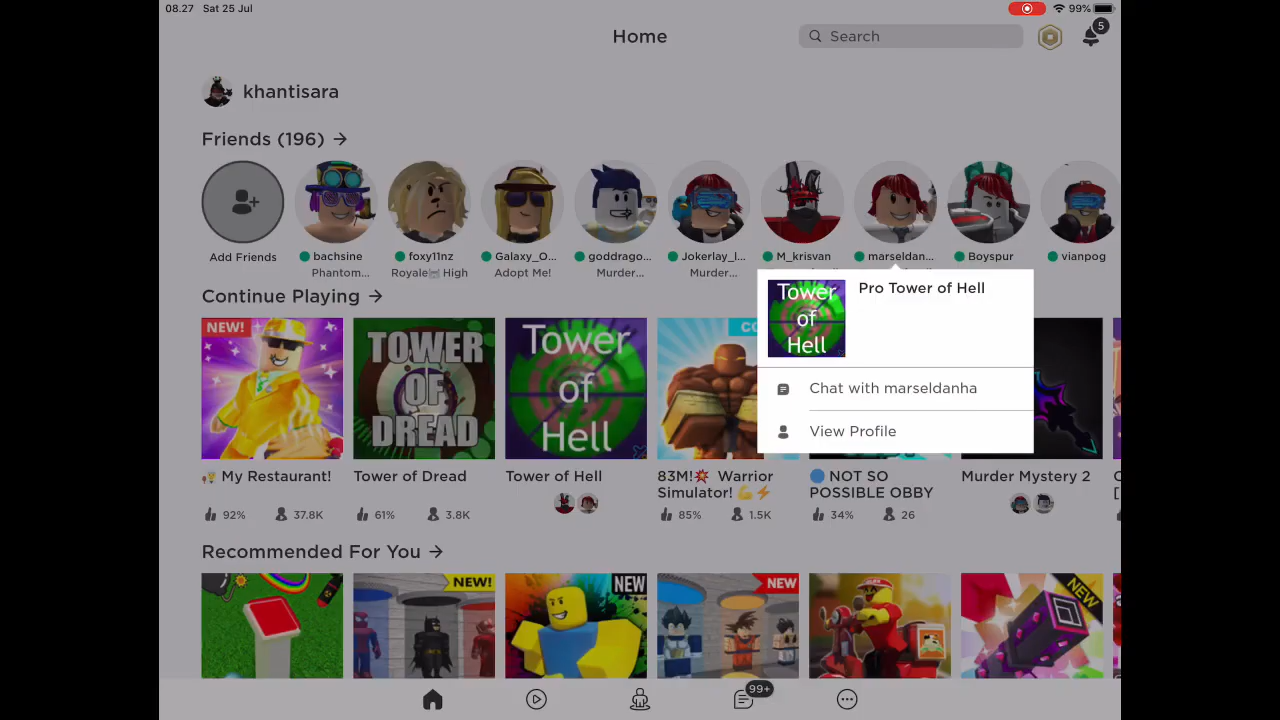 08.27 Sat 25 Jul
99%
Home
Search
5
khantisara
Friends (196)
Add Friends
bachsine
Phantom...
foxy11nz
Royale High
Galaxy_O...
Adopt Me!
goddrago...
Murder...
Jokerlay_l...
Murder...
M_krisvan
marseldan...
Boyspur
vianpog
Pro Tower of Hell
Tower
of
Hell
Chat with marseldanha
View Profile
Continue Playing
NEW!
TOWER
OF
DREAD
Tower
of
Hell
My Restaurant!
Tower of Dread
Tower of Hell
83M! Warrior
Simulator!
NOT SO
POSSIBLE OBBY
Murder Mystery 2
92% 37.8K
61% 3.8K
85% 1.5K
34% 26
Recommended For You
NEW!
NEW
NEW
NEW
99+